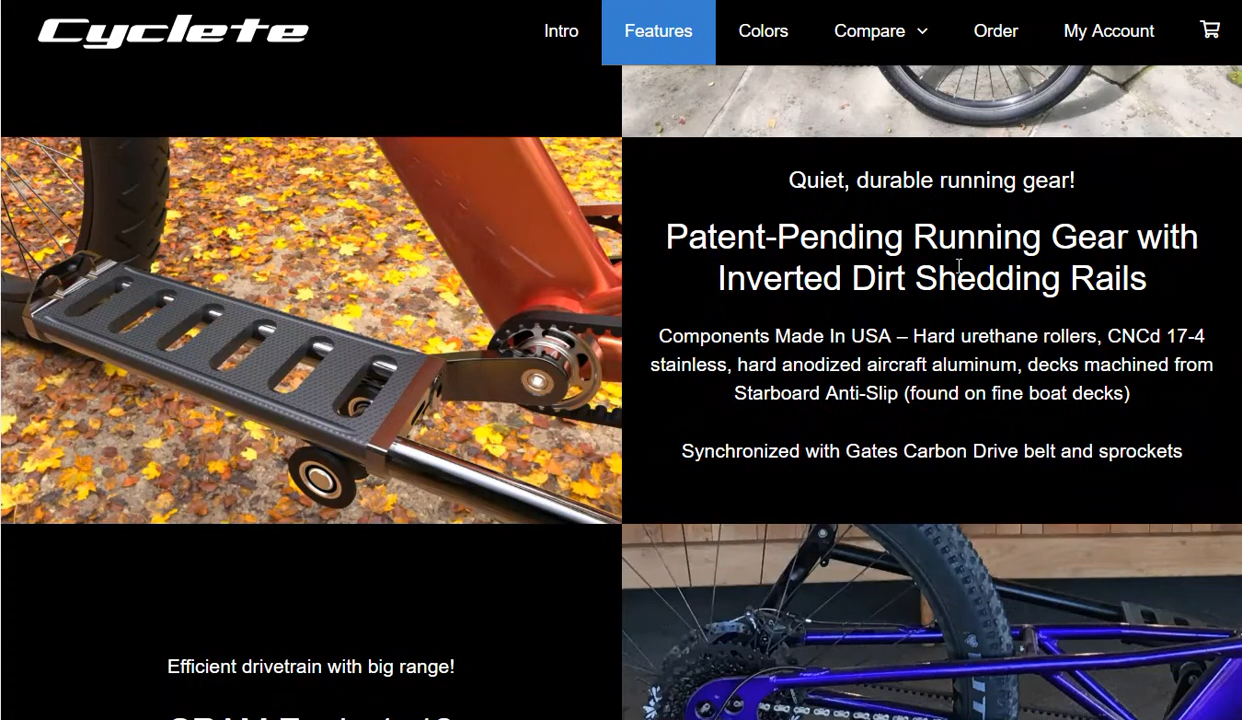 Cyclete
Intro
Features
Colors
Compare
Order
My Account
Quiet, durable running gear!
Patent-Pending Running Gear with
Inverted Dirt Shedding Rails
Components Made In USA – Hard urethane rollers, CNCd 17-4
stainless, hard anodized aircraft aluminum, decks machined from
Starboard Anti-Slip (found on fine boat decks)
Synchronized with Gates Carbon Drive belt and sprockets
Efficient drivetrain with big range!